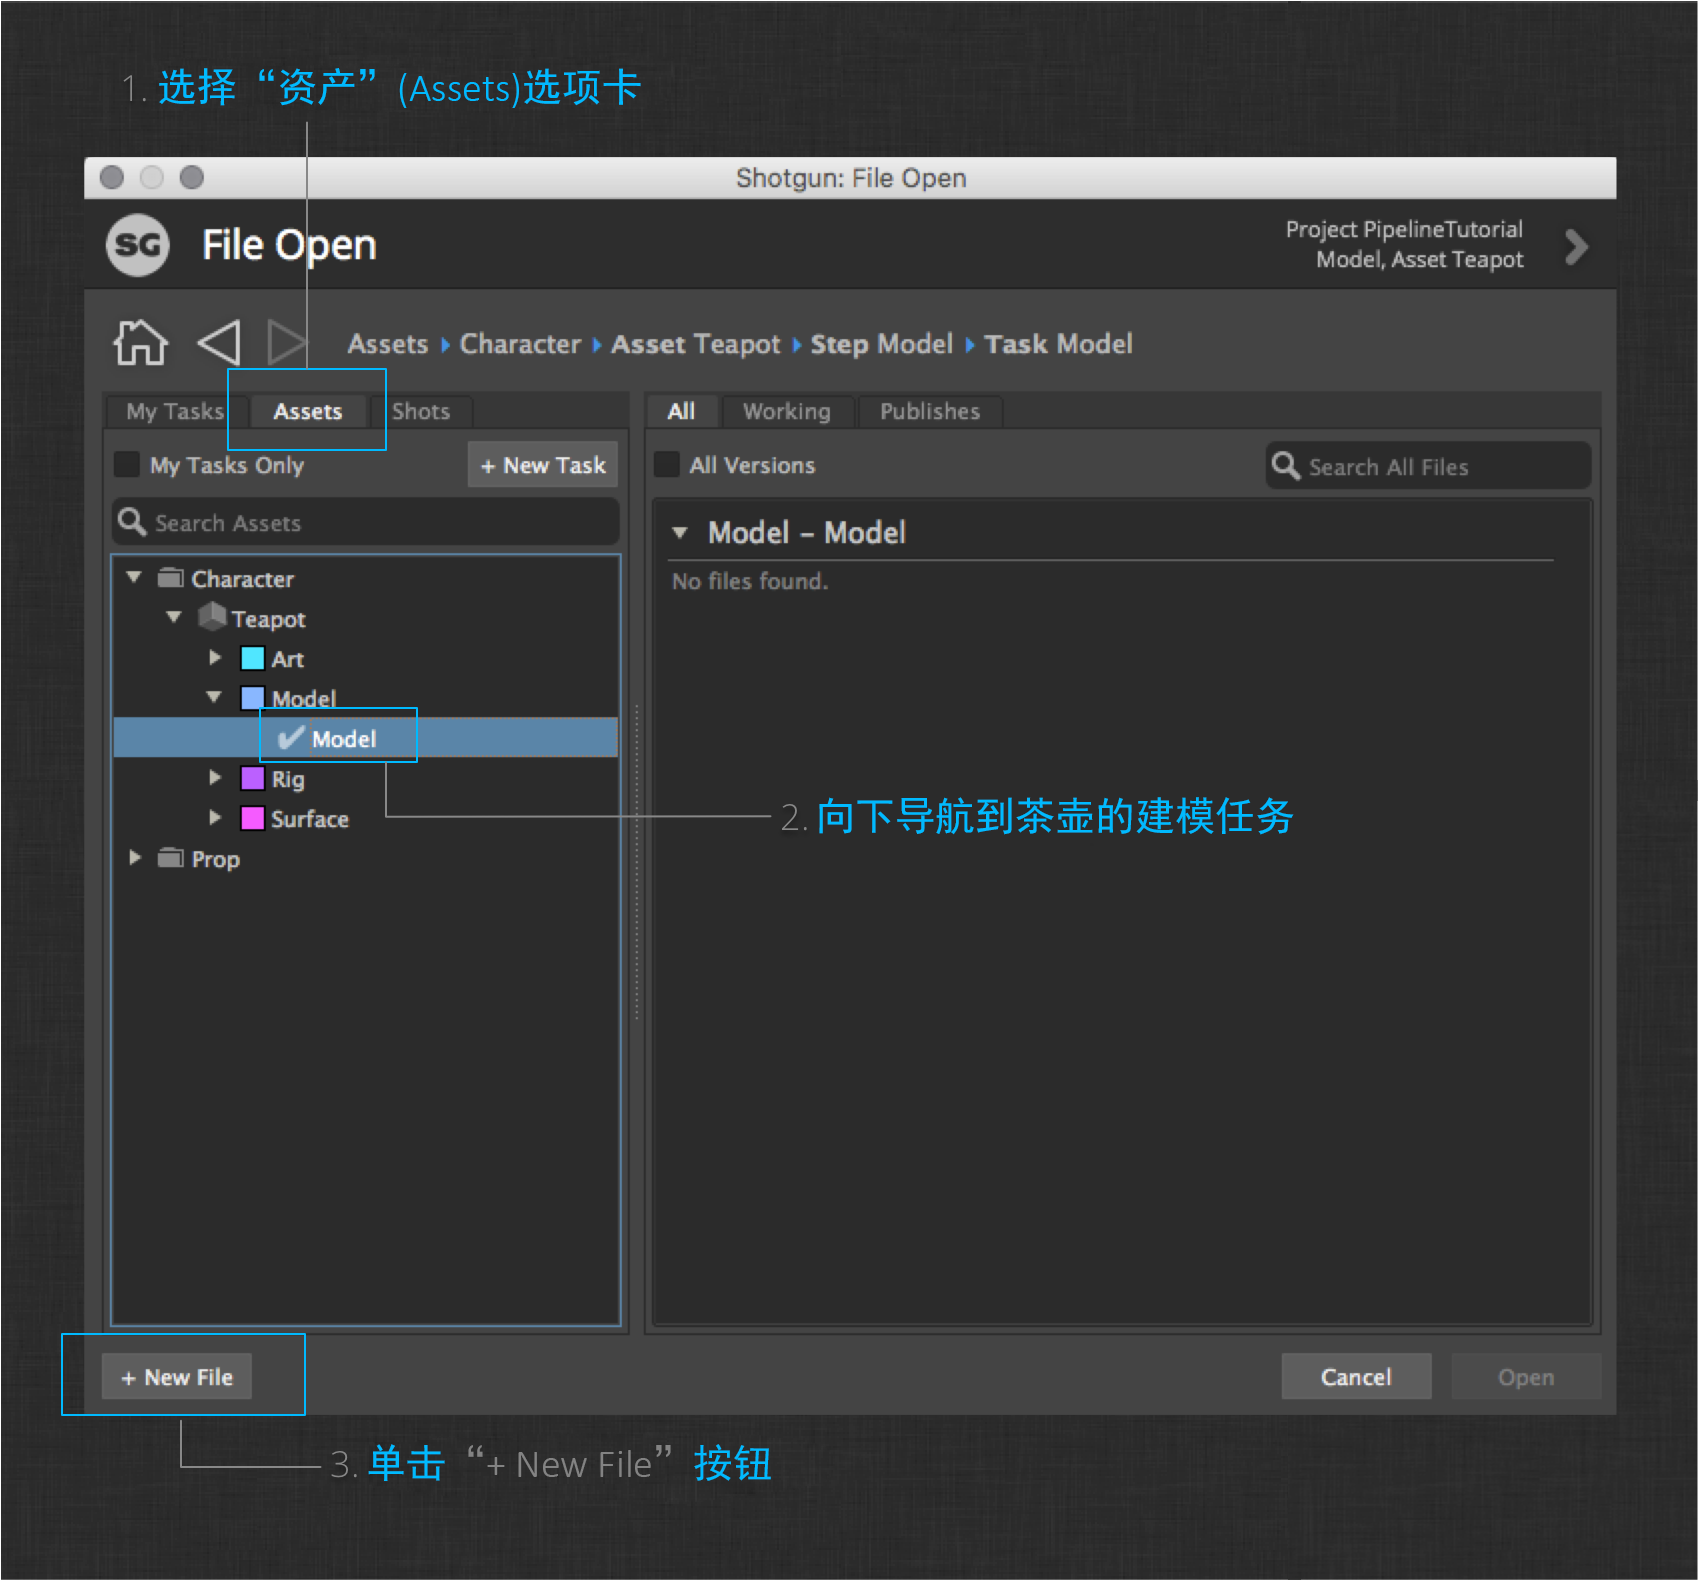 1. 选择“资产”(Assets)选项卡
Shotgun: File Open
SG File Open
Project PipelineTutorial
Model, Asset Teapot
Assets Character Asset Teapot Step Model Task Model
My Tasks Assets Shots
All Working Publishes
My Tasks Only + New Task
All Versions Search All Files
Search Assets
Model – Model
No files found.
Character
Teapot
Art
Model
Model
Rig
Surface
Prop
2. 向下导航到茶壶的建模任务
+ New File
Cancel Open
3. 单击“+ New File”按钮